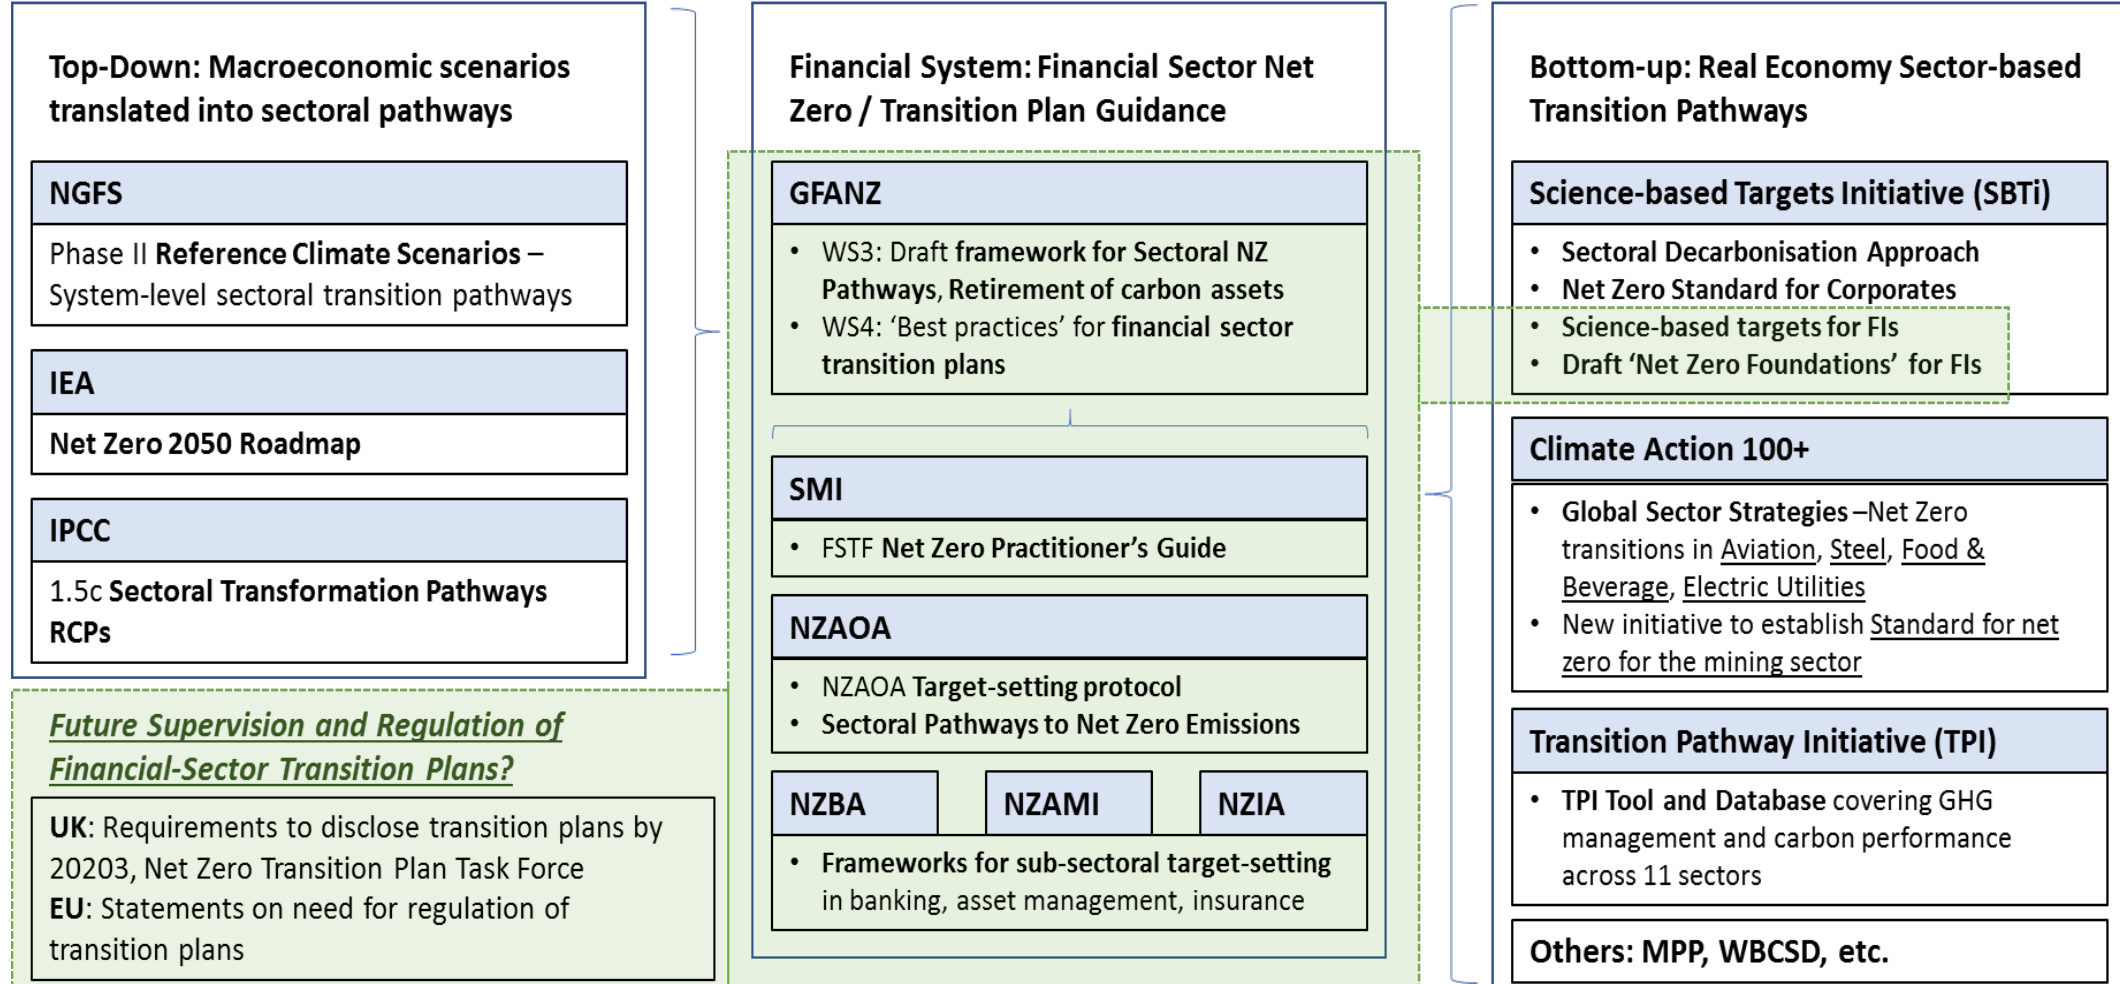 Top-Down: Macroeconomic scenarios
translated into sectoral pathways
NGFS
Phase II Reference Climate Scenarios –
System-level sectoral transition pathways
IEA
Net Zero 2050 Roadmap
IPCC
1.5c Sectoral Transformation Pathways
RCPs
Future Supervision and Regulation of
Financial-Sector Transition Plans?
UK: Requirements to disclose transition plans by
20203, Net Zero Transition Plan Task Force
EU: Statements on need for regulation of
transition plans
Financial System: Financial Sector Net
Zero / Transition Plan Guidance
GFANZ
• WS3: Draft framework for Sectoral NZ
Pathways, Retirement of carbon assets
• WS4: ‘Best practices’ for financial sector
transition plans
SMI
• FSTF Net Zero Practitioner’s Guide
NZAOA
• NZAOA Target-setting protocol
• Sectoral Pathways to Net Zero Emissions
NZBA NZAMI NZIA
• Frameworks for sub-sectoral target-setting
in banking, asset management, insurance
Bottom-up: Real Economy Sector-based
Transition Pathways
Science-based Targets Initiative (SBTi)
• Sectoral Decarbonisation Approach
• Net Zero Standard for Corporates
• Science-based targets for FIs
• Draft ‘Net Zero Foundations’ for FIs
Climate Action 100+
• Global Sector Strategies –Net Zero
transitions in Aviation, Steel, Food &
Beverage, Electric Utilities
• New initiative to establish Standard for net
zero for the mining sector
Transition Pathway Initiative (TPI)
• TPI Tool and Database covering GHG
management and carbon performance
across 11 sectors
Others: MPP, WBCSD, etc.